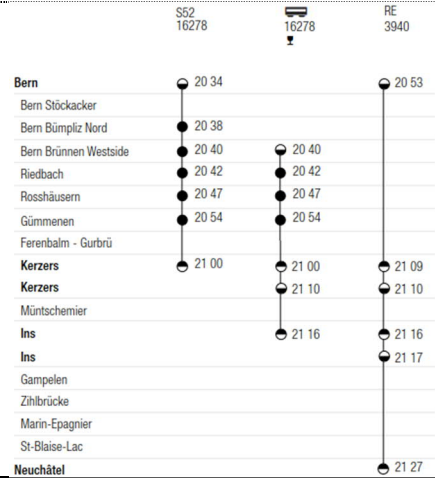 S52 RE
16278 16278 3940
Bern 20 34 20 53
Bern Stöckacker
Bern Bümpliz Nord 20 38
Bern Brünnen Westside 20 40 20 40
Riedbach 20 42 20 42
Rosshäusern 20 47 20 47
Gümmenen 20 54 20 54
Ferenbalm - Gurbrü
Kerzers 21 00 21 00 21 09
Kerzers 21 10 21 10
Müntschemier
Ins 21 16 21 16
Ins 21 17
Gampelen
Zihlbrücke
Marin-Epagnier
St-Blaise-Lac
Neuchâtel 21 27